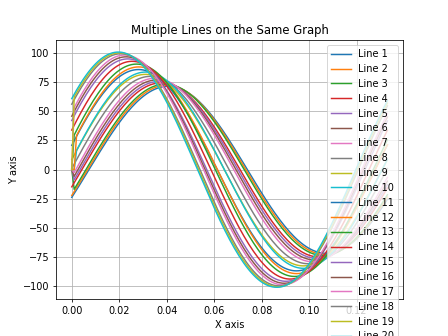 Multiple Lines on the Same Graph
Y axis
100
75
50
25
0
−25
−50
−75
−100
0.00
0.02
0.04
0.06
0.08
0.10
X axis
Line 1
Line 2
Line 3
Line 4
Line 5
Line 6
Line 7
Line 8
Line 9
Line 10
Line 11
Line 12
Line 13
Line 14
Line 15
Line 16
Line 17
Line 18
Line 19